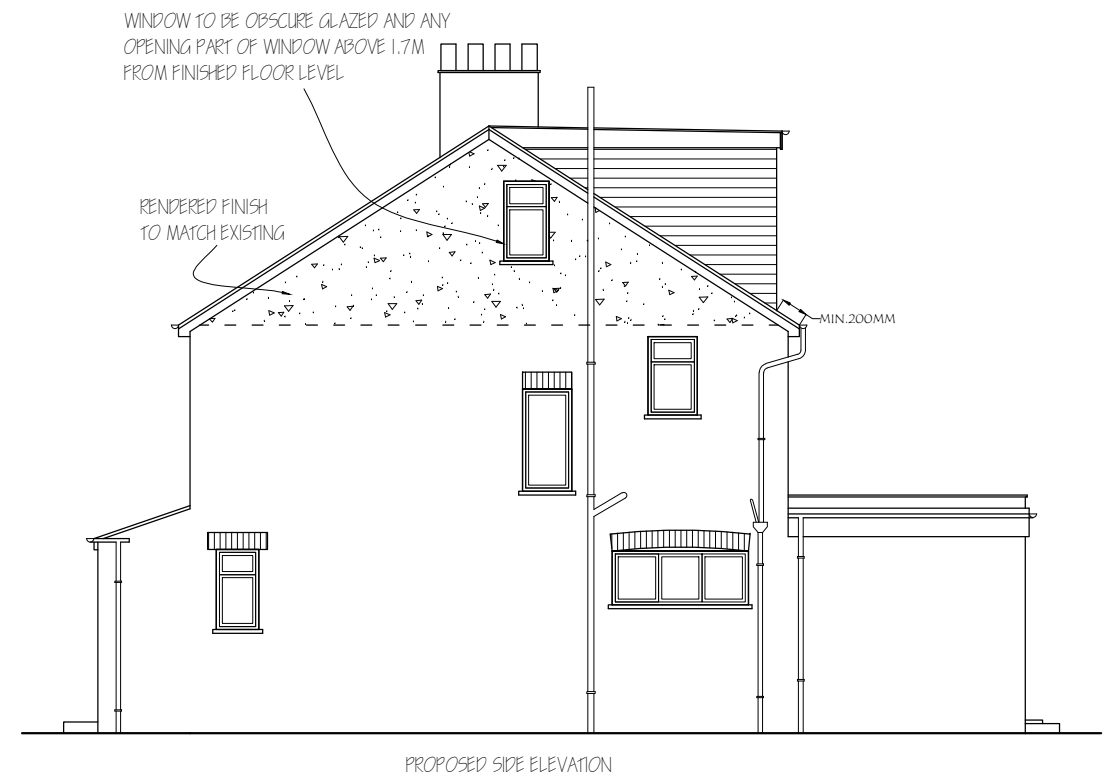 WINDOW TO BE OBSCURE GLAZED AND ANY
OPENING PART OF WINDOW ABOVE 1.7M
FROM FINISHED FLOOR LEVEL
RENDERED FINISH
TO MATCH EXISTING
MIN.200MM
PROPOSED SIDE ELEVATION